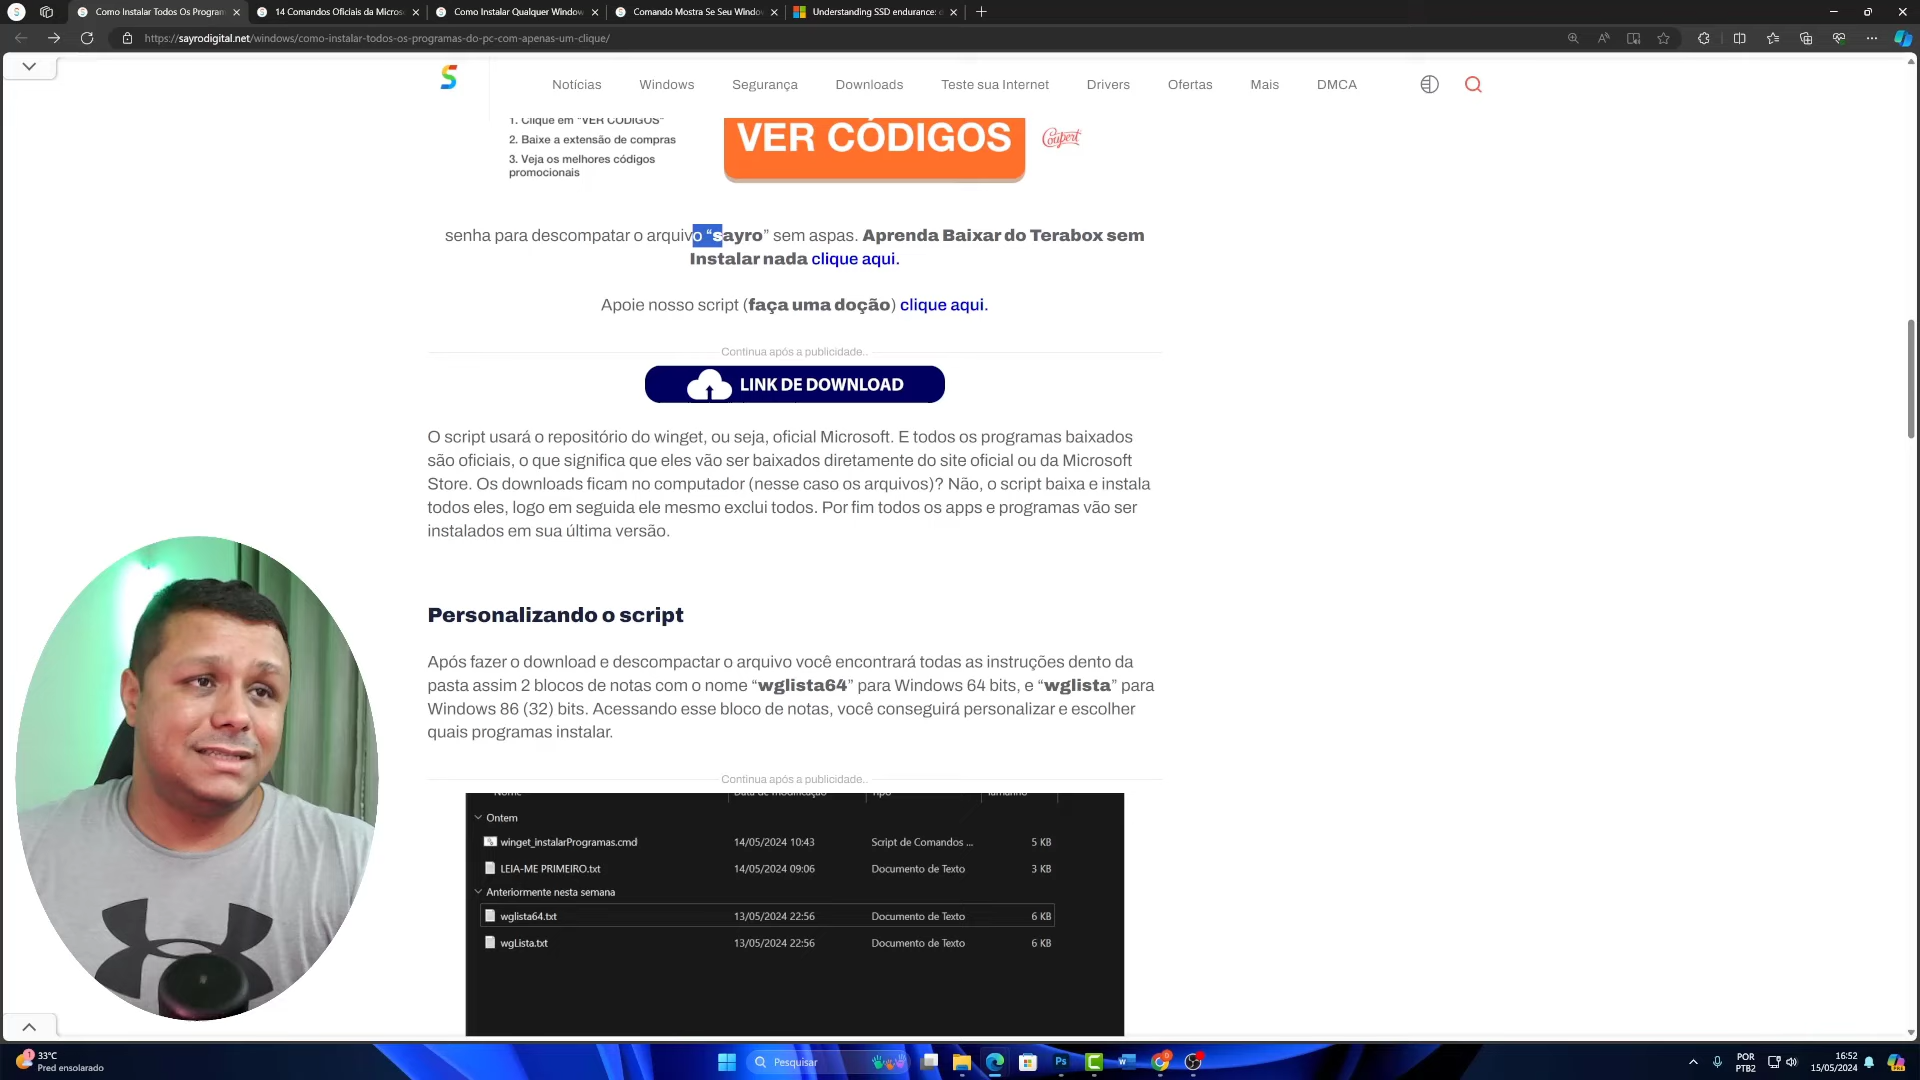 Como Instalar Todos Os Program
14 Comandos Oficiais da Micros
Como Instalar Qualquer Window
Comando Mostra Se Seu Windo
Understanding SSD endurance: d
https://sayrodigital.net/windows/como-instalar-todos-os-programas-do-pc-com-apenas-um-clique/
Notícias Windows Segurança Downloads Teste sua Internet Drivers Ofertas Mais DMCA
1. Clique em "VER CÓDIGOS"
2. Baixe a extensão de compras
3. Veja os melhores códigos
promocionais
VER CÓDIGOS
Coupert
senha para descompatar o arquivo “sayro” sem aspas. Aprenda Baixar do Terabox sem
Instalar nada clique aqui.
Apoie nosso script (faça uma doção) clique aqui.
Continua após a publicidade..
LINK DE DOWNLOAD
O script usará o repositório do winget, ou seja, oficial Microsoft. E todos os programas baixados
são oficiais, o que significa que eles vão ser baixados diretamente do site oficial ou da Microsoft
Store. Os downloads ficam no computador (nesse caso os arquivos)? Não, o script baixa e instala
todos eles, logo em seguida ele mesmo exclui todos. Por fim todos os apps e programas vão ser
instalados em sua última versão.
Personalizando o script
Após fazer o download e descompactar o arquivo você encontrará todas as instruções dento da
pasta assim 2 blocos de notas com o nome “wglista64” para Windows 64 bits, e “wglista” para
Windows 86 (32) bits. Acessando esse bloco de notas, você conseguirá personalizar e escolher
quais programas instalar.
Continua após a publicidade..
Nome Data de modificação Tipo Tamanho
Ontem
winget_instalarProgramas.cmd 14/05/2024 10:43 Script de Comandos ... 5 KB
LEIA-ME PRIMEIRO.txt 14/05/2024 09:06 Documento de Texto 3 KB
Anteriormente nesta semana
wglista64.txt 13/05/2024 22:56 Documento de Texto 6 KB
wgLista.txt 13/05/2024 22:56 Documento de Texto 6 KB
33°C
Pred ensolarado
Pesquisar
POR
PTB2
16:52
15/05/2024